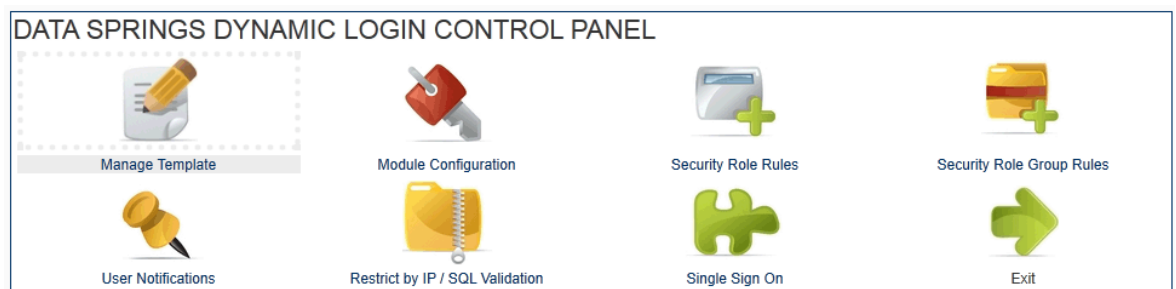 DATA SPRINGS DYNAMIC LOGIN CONTROL PANEL
Manage Template
Module Configuration
Security Role Rules
Security Role Group Rules
User Notifications
Restrict by IP / SQL Validation
Single Sign On
Exit